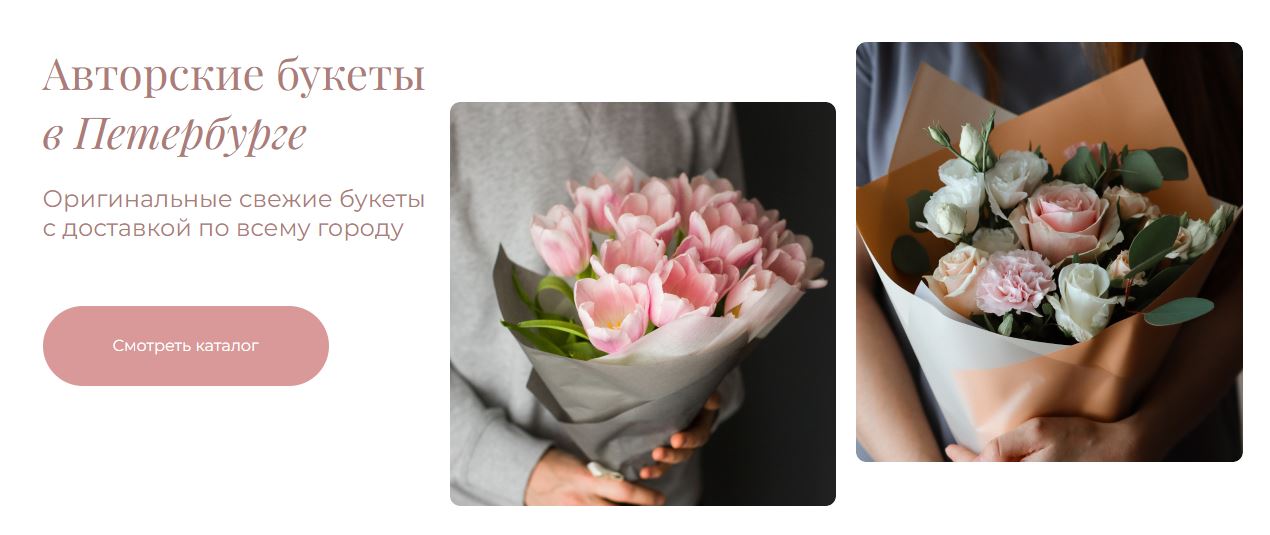 Авторские букеты
в Петербурге
Оригинальные свежие букеты
с доставкой по всему городу
Смотреть каталог